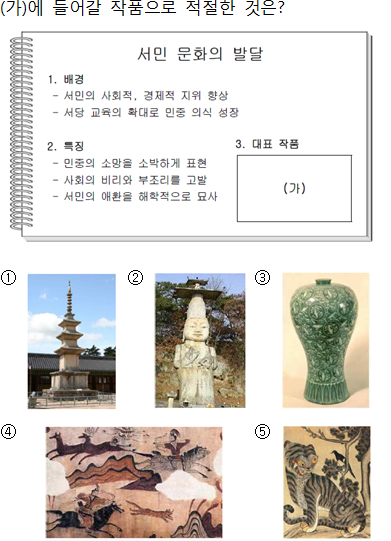 (가)에 들어갈 작품으로 적절한 것은?
서민 문화의 발달
1. 배경
- 서민의 사회적, 경제적 지위 향상
- 서당 교육의 확대로 민중 의식 성장
2. 특징
- 민중의 소망을 소박하게 표현
- 사회의 비리와 부조리를 고발
- 서민의 애환을 해학적으로 묘사
3. 대표 작품
(가)
①
②
③
④
⑤